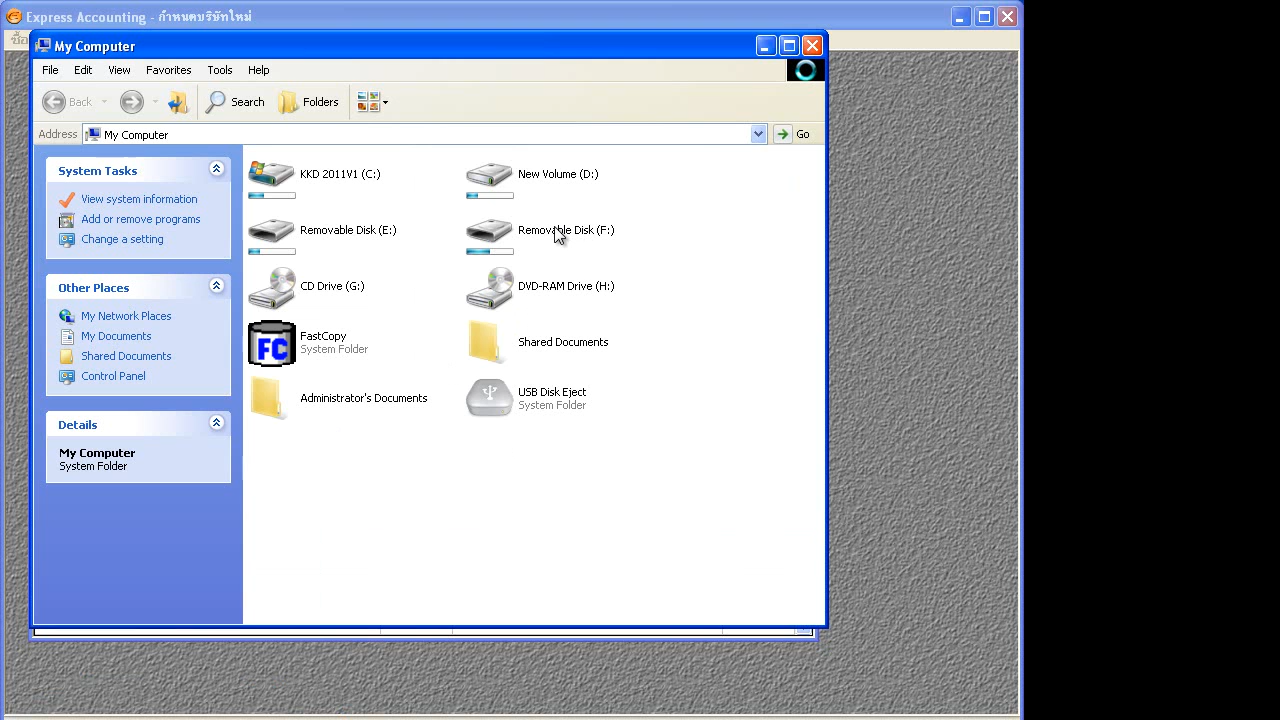 Express Accounting - กำหนดบริษัทใหม่
My Computer
File Edit View Favorites Tools Help
Back Search Folders
Address My Computer Go
System Tasks
View system information
Add or remove programs
Change a setting
Other Places
My Network Places
My Documents
Shared Documents
Control Panel
Details
My Computer
System Folder
KKD 2011V1 (C:) New Volume (D:)
Removable Disk (E:) Removable Disk (F:)
CD Drive (G:) DVD-RAM Drive (H:)
FastCopy
System Folder
FC
Shared Documents
Administrator's Documents
USB Disk Eject
System Folder